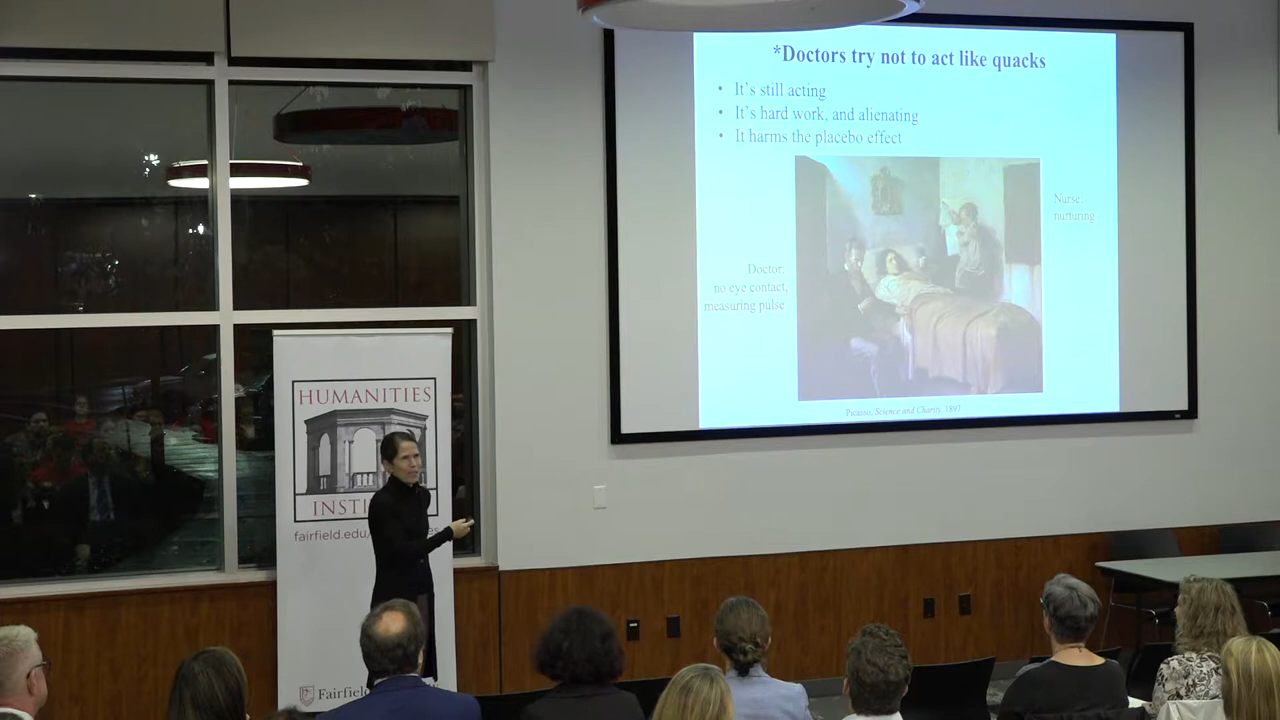 *Doctors try not to act like quacks
• It's still acting
• It's hard work, and alienating
• It harms the placebo effect
Nurse:
nurturing
Doctor:
no eye contact,
measuring pulse
Picasso, Science and Charity, 1897
HUMANITIES
INSTI
fairfield.edu/
Fairfield